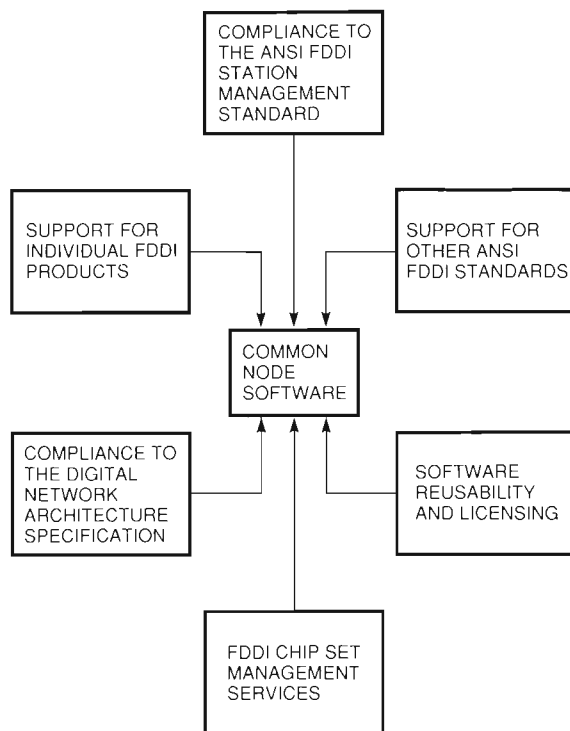 COMPLIANCE TO
THE ANSI FDDI
STATION
MANAGEMENT
STANDARD
SUPPORT FOR
INDIVIDUAL FDDI
PRODUCTS
SUPPORT FOR
OTHER ANSI
FDDI STANDARDS
COMMON
NODE
SOFTWARE
COMPLIANCE TO
THE DIGITAL
NETWORK
ARCHITECTURE
SPECIFICATION
SOFTWARE
REUSABILITY
AND LICENSING
FDDI CHIP SET
MANAGEMENT
SERVICES